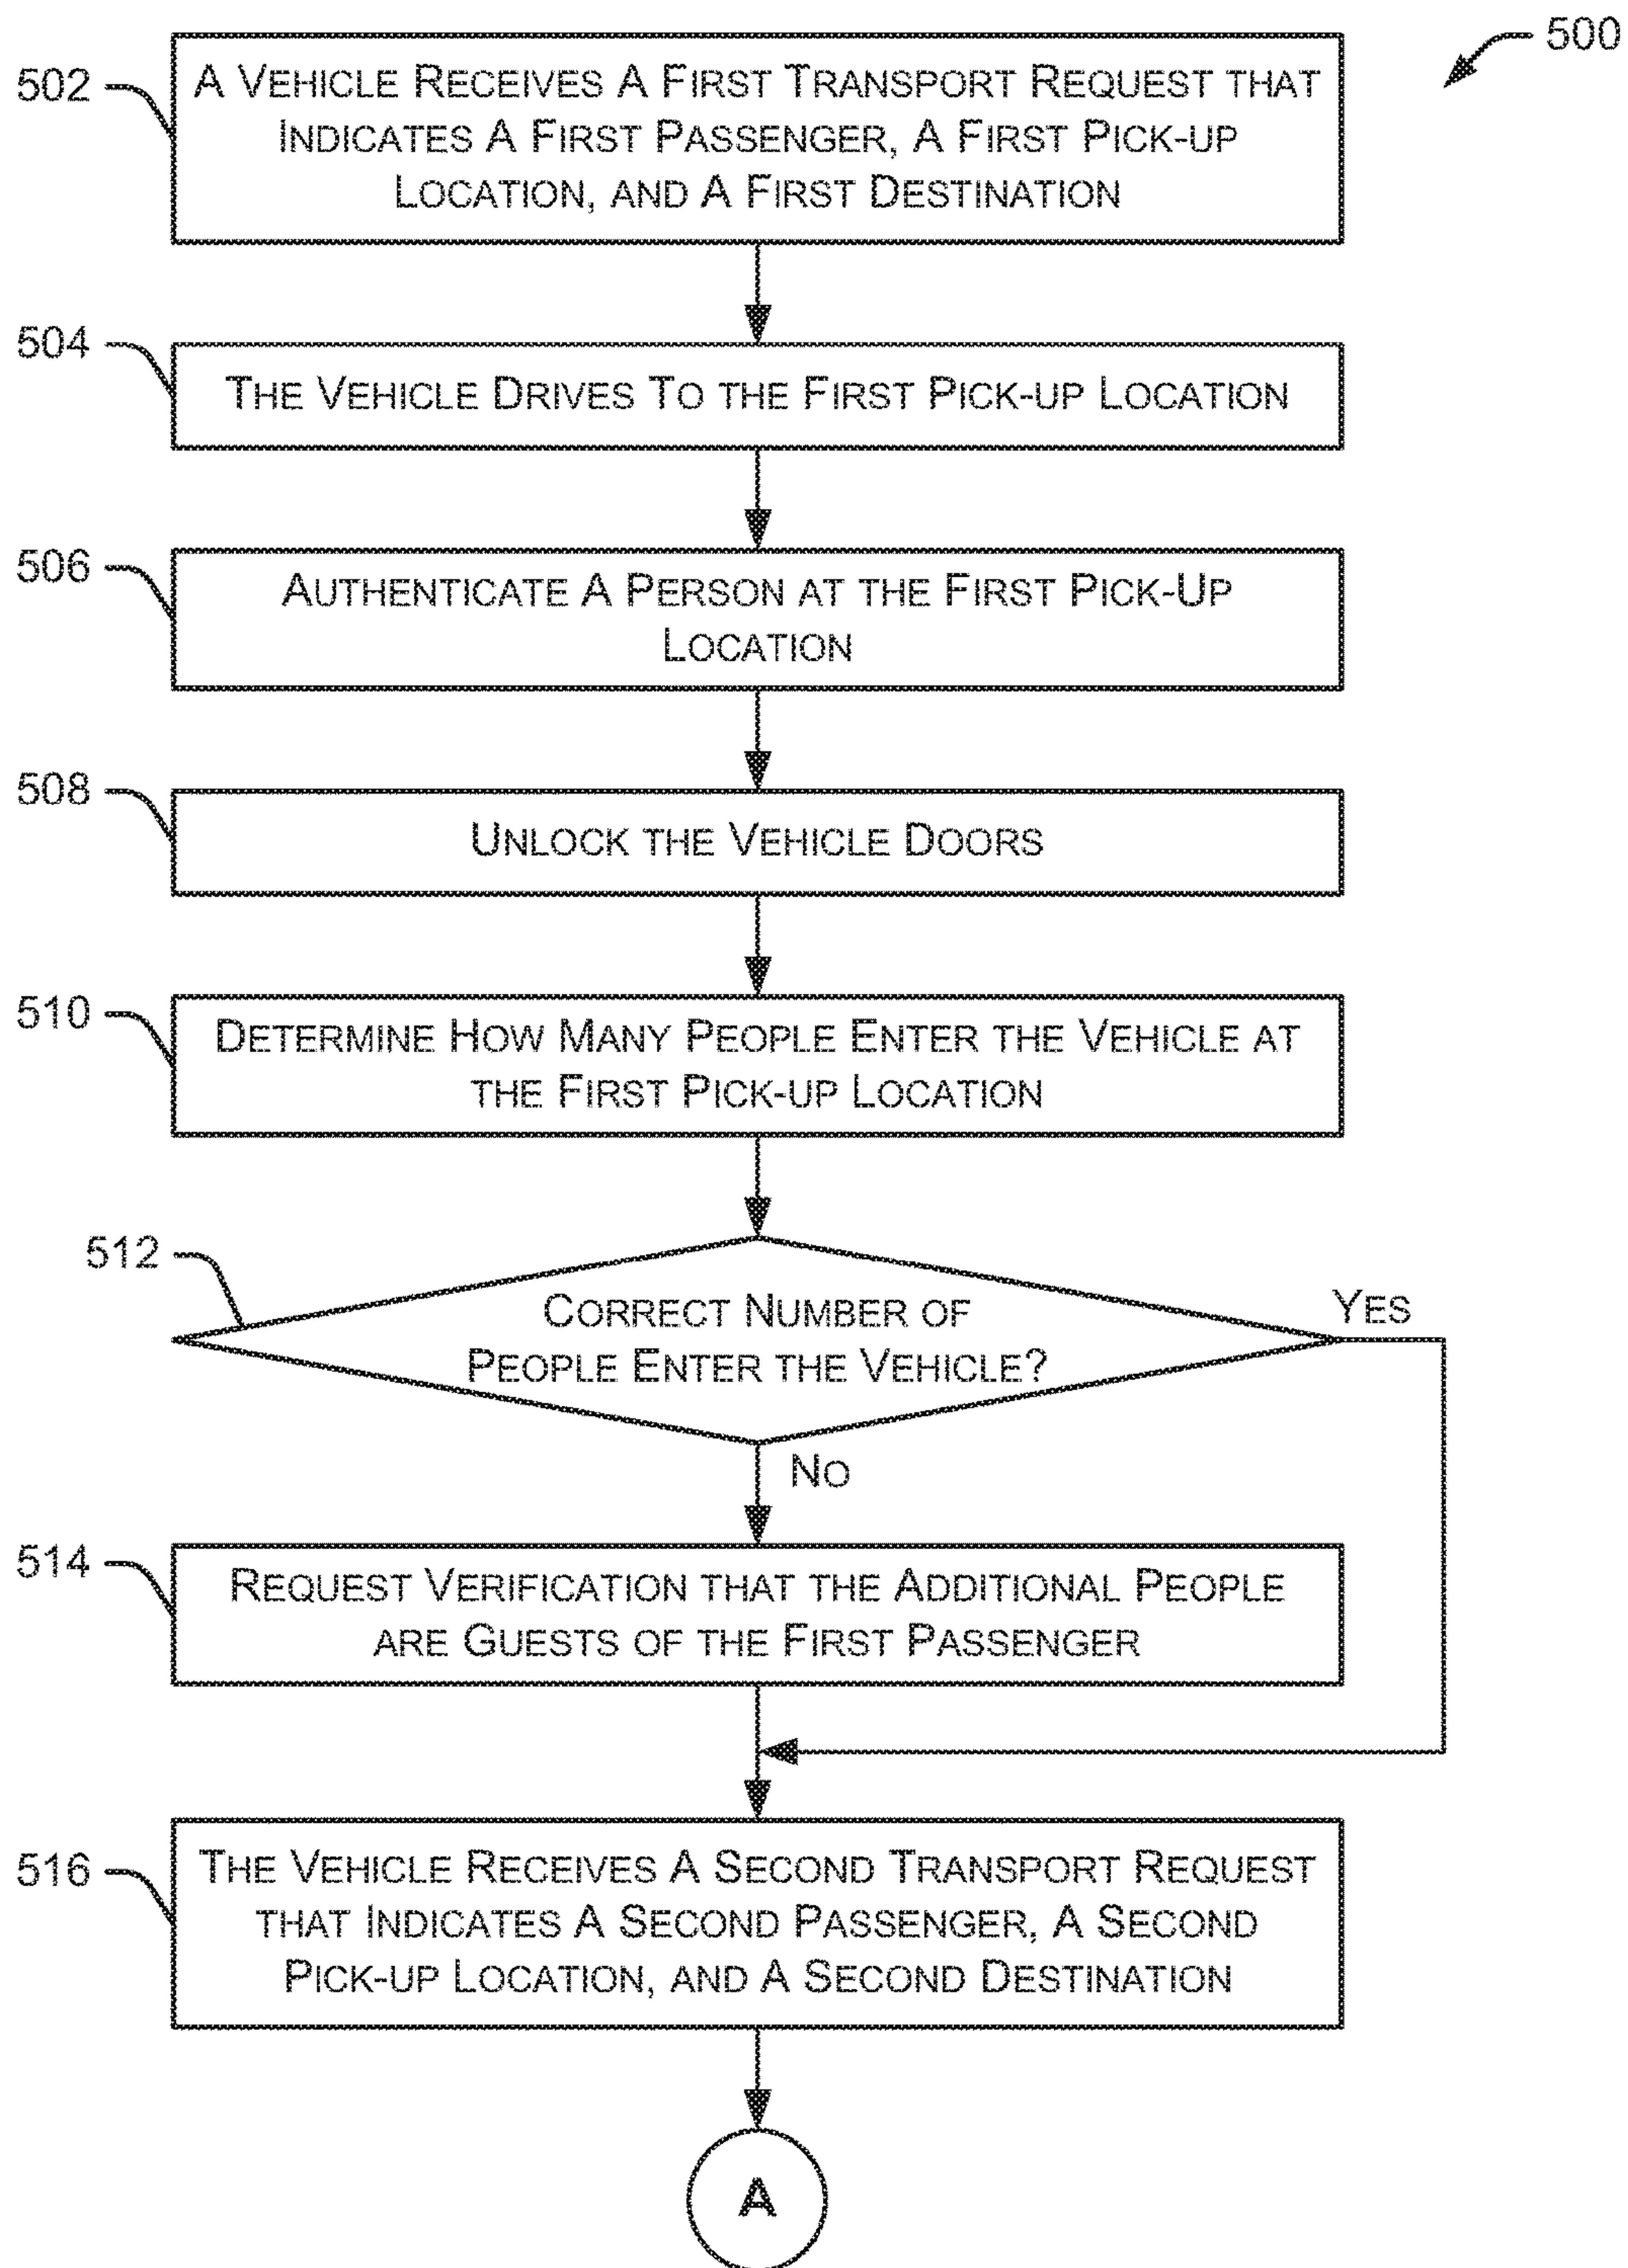 500
502
A VEHICLE RECEIVES A FIRST TRANSPORT REQUEST THAT
INDICATES A FIRST PASSENGER, A FIRST PICK-UP
LOCATION, AND A FIRST DESTINATION
504
THE VEHICLE DRIVES TO THE FIRST PICK-UP LOCATION
506
AUTHENTICATE A PERSON AT THE FIRST PICK-UP
LOCATION
508
UNLOCK THE VEHICLE DOORS
510
DETERMINE HOW MANY PEOPLE ENTER THE VEHICLE AT
THE FIRST PICK-UP LOCATION
512
CORRECT NUMBER OF
PEOPLE ENTER THE VEHICLE?
YES
NO
514
REQUEST VERIFICATION THAT THE ADDITIONAL PEOPLE
ARE GUESTS OF THE FIRST PASSENGER
516
THE VEHICLE RECEIVES A SECOND TRANSPORT REQUEST
THAT INDICATES A SECOND PASSENGER, A SECOND
PICK-UP LOCATION, AND A SECOND DESTINATION
A